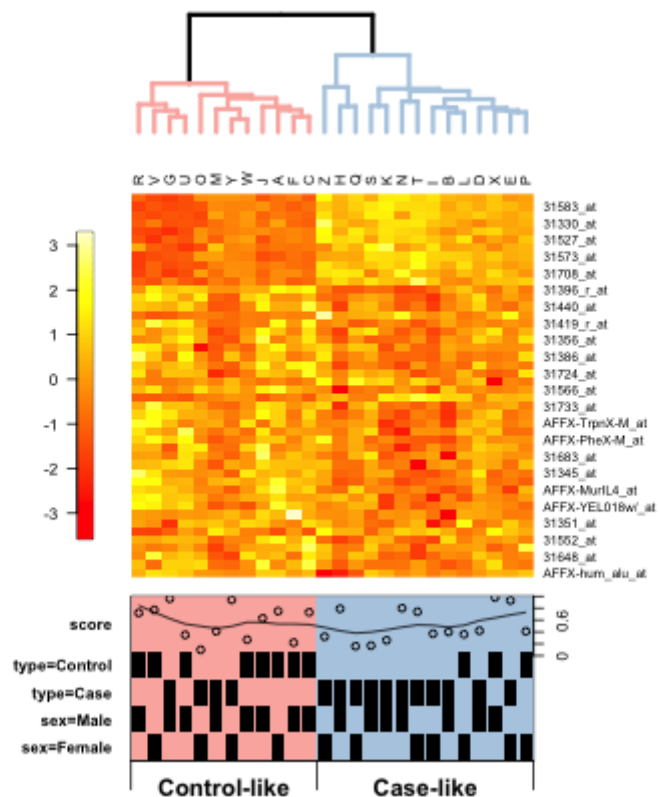 R V G U O M Y W J A F C Z H Q S K N T I B L D X E P
31583_at
31330_at
31527_at
31573_at
31708_at
31396_r_at
31440_at
31419_r_at
31356_at
31386_at
31724_at
31566_at
31733_at
AFFX-TrpnX-M_at
AFFX-PheX-M_at
31683_at
31345_at
AFFX-MurIL4_at
AFFX-YEL018w/_at
31351_at
31552_at
31648_at
AFFX-hum_alu_at
3
2
1
0
-1
-2
-3
score
0.6
0
type=Control
type=Case
sex=Male
sex=Female
Control-like
Case-like